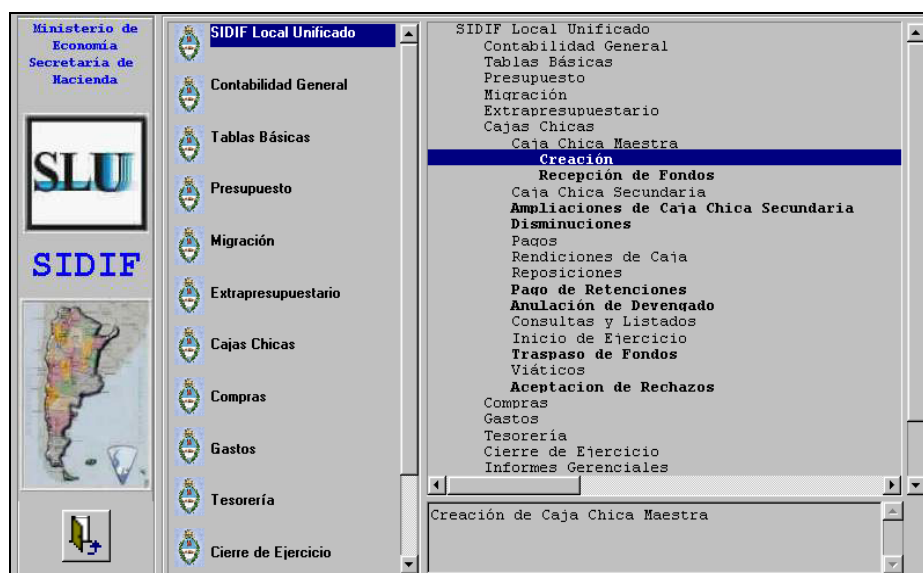 Ministerio de
Economía
Secretaría de
Hacienda
SLU
SIDIF
SIDIF Local Unificado
Contabilidad General
Tablas Básicas
Presupuesto
Migración
Extrapresupuestario
Cajas Chicas
Compras
Gastos
Tesorería
Cierre de Ejercicio
SIDIF Local Unificado
Contabilidad General
Tablas Básicas
Presupuesto
Migración
Extrapresupuestario
Cajas Chicas
Caja Chica Maestra
Creación
Recepción de Fondos
Caja Chica Secundaria
Ampliaciones de Caja Chica Secundaria
Disminuciones
Pagos
Rendiciones de Caja
Reposiciones
Pago de Retenciones
Anulación de Devengado
Consultas y Listados
Inicio de Ejercicio
Traspaso de Fondos
Viáticos
Aceptacion de Rechazos
Compras
Gastos
Tesorería
Cierre de Ejercicio
Informes Gerenciales
Creación de Caja Chica Maestra